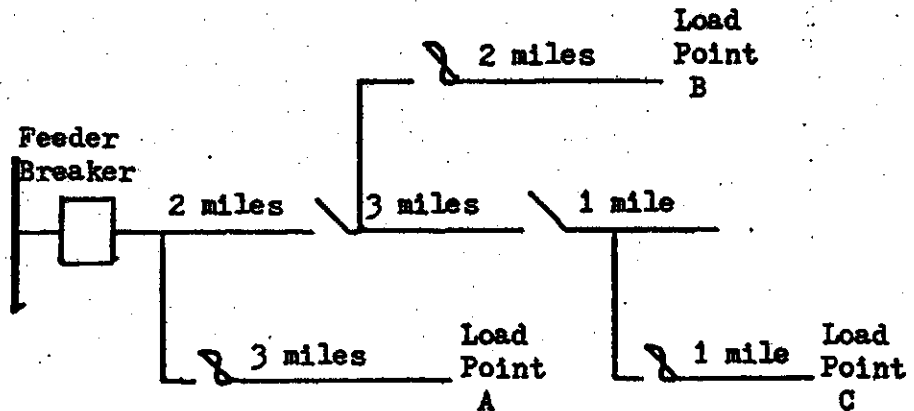 Load
Point
B
2 miles
Feeder
Breaker
2 miles
3 miles
1 mile
3 miles
Load
Point
A
1 mile
Load
Point
C